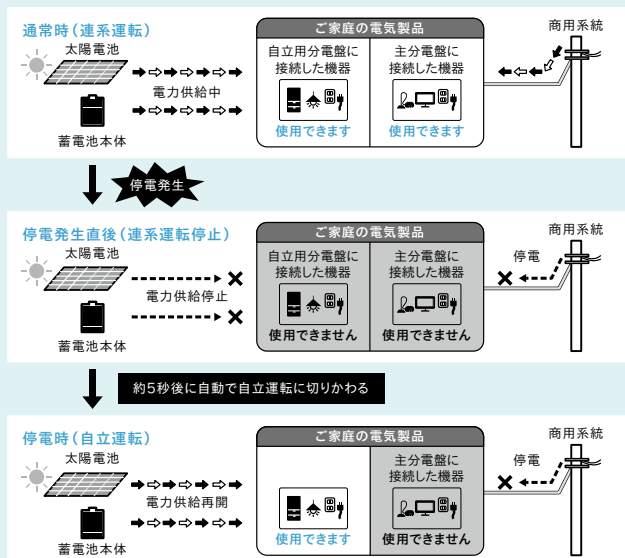 通常時（連系運転）
太陽電池
電力供給中
蓄電池本体
ご家庭の電気製品
自立用分電盤に
接続した機器
使用できます
主分電盤に
接続した機器
使用できます
商用系統
停電発生
停電発生直後（連系運転停止）
太陽電池
電力供給停止
蓄電池本体
ご家庭の電気製品
自立用分電盤に
接続した機器
使用できません
主分電盤に
接続した機器
使用できません
商用系統
停電
約5秒後に自動で自立運転に切りかわる
停電時（自立運転）
太陽電池
電力供給再開
蓄電池本体
ご家庭の電気製品
使用できます
主分電盤に
接続した機器
使用できません
商用系統
停電